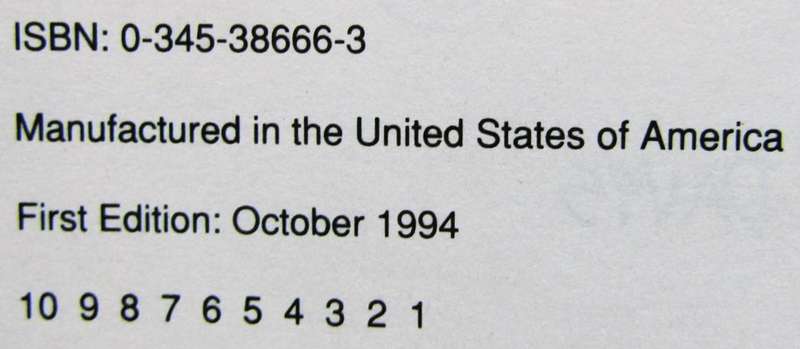 ISBN: 0-345-38666-3
Manufactured in the United States of America
First Edition: October 1994
10 9 8 7 6 5 4 3 2 1